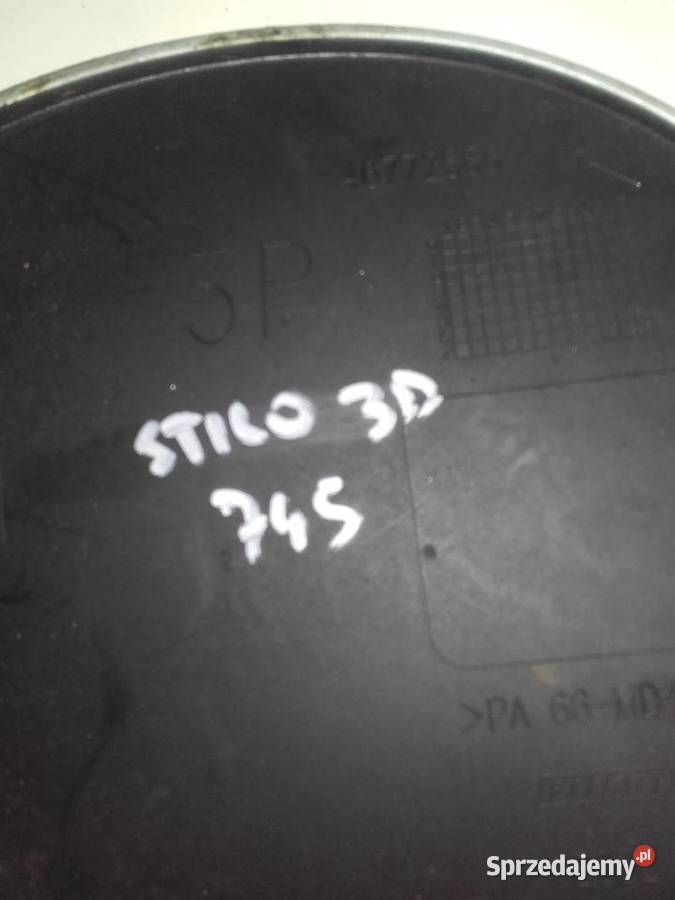 3P
STILO 3D
745
>PA 66-MD
Sprzedajemy.pl